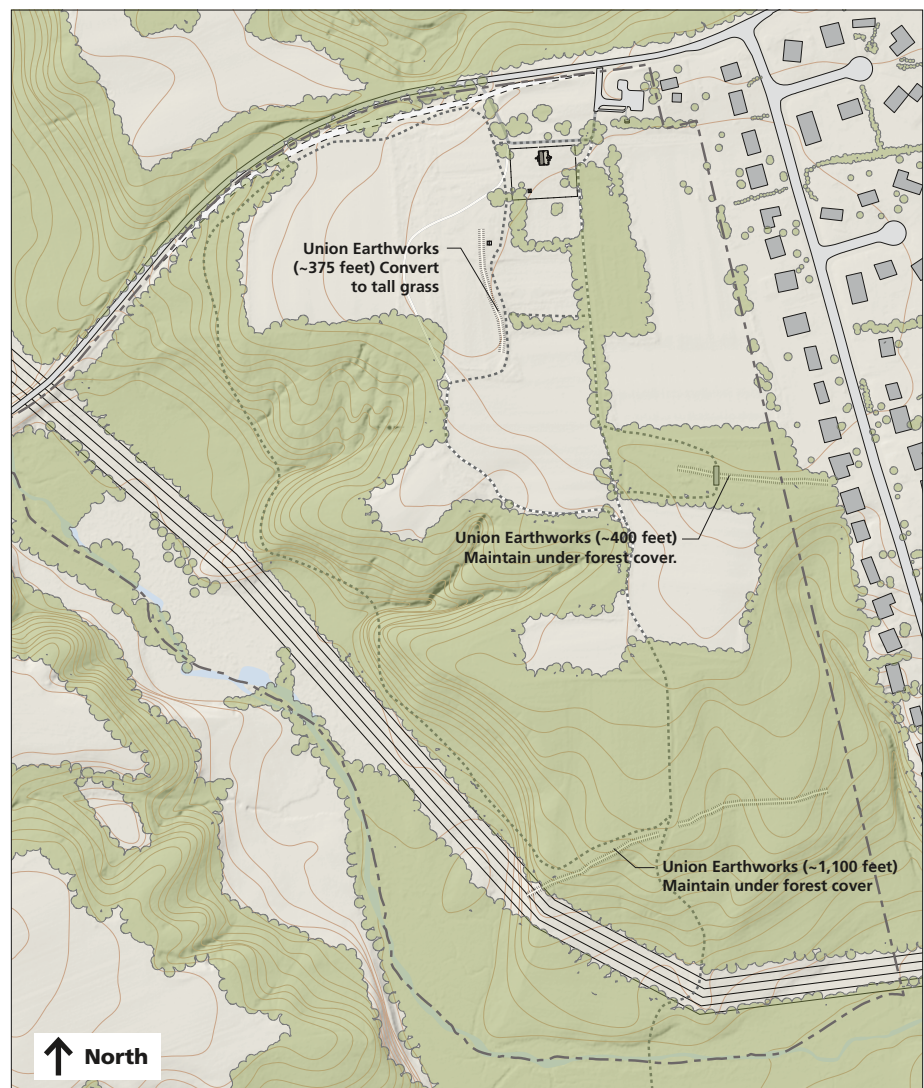 Union Earthworks
(~375 feet) Convert
to tall grass
Union Earthworks (~400 feet)
Maintain under forest cover.
Union Earthworks (~1,100 feet)
Maintain under forest cover
North